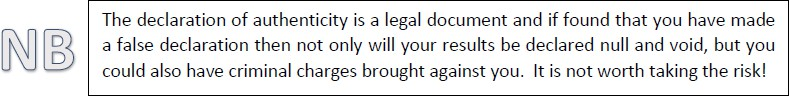 NB
The declaration of authenticity is a legal document and if found that you have made
a false declaration then not only will your results be declared null and void, but you
could also have criminal charges brought against you.  It is not worth taking the risk!